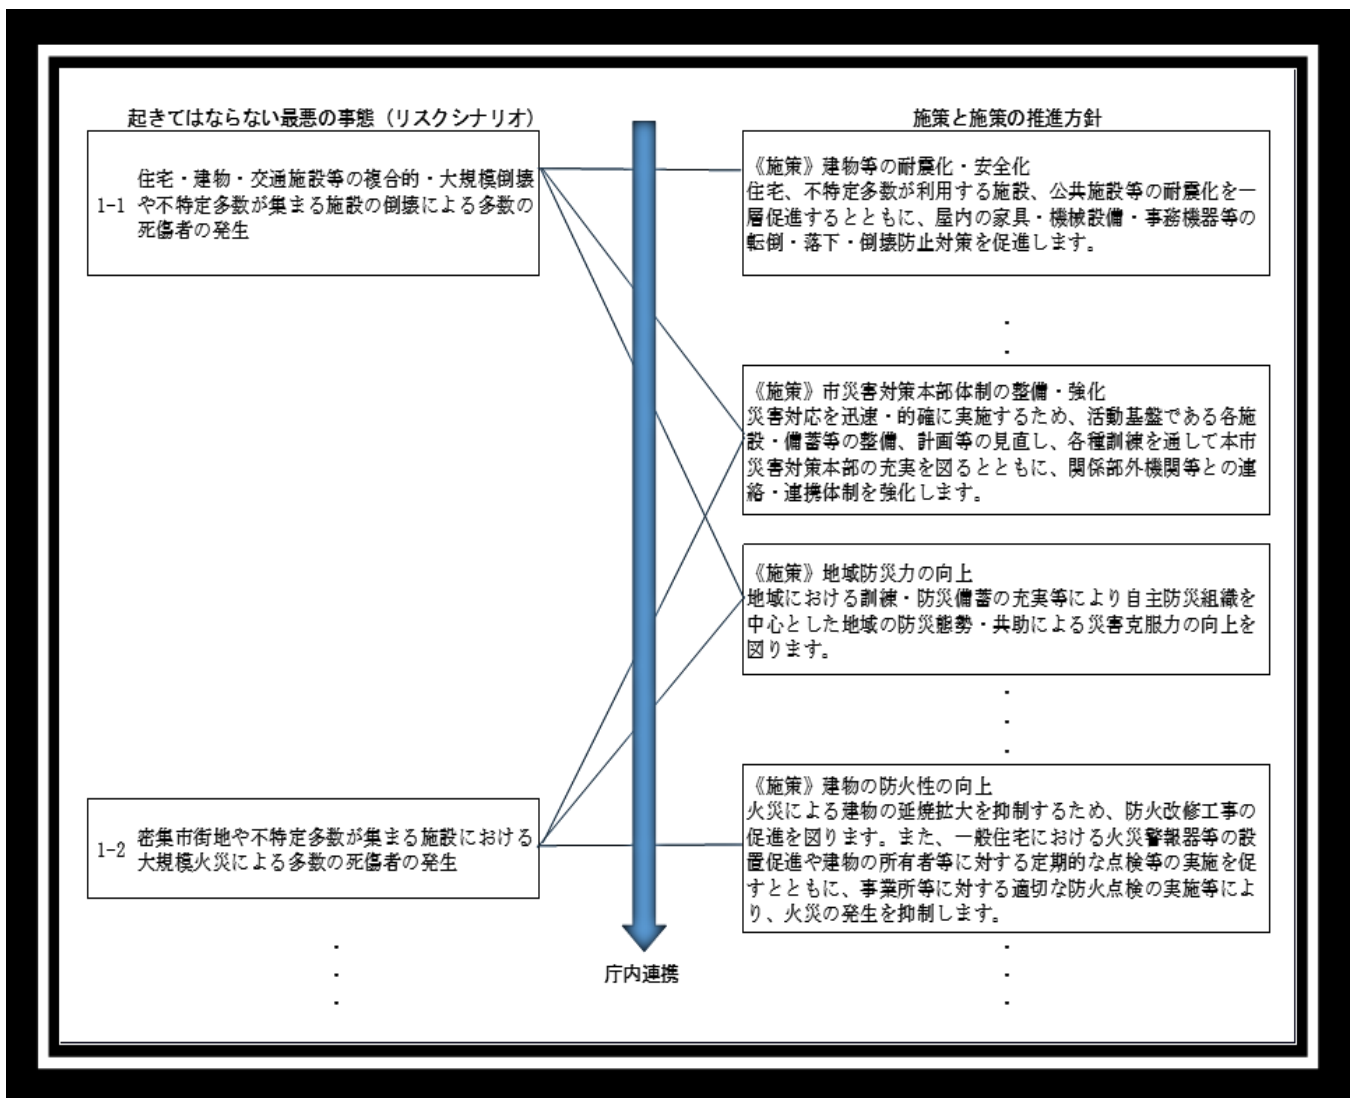 起きてはならない最悪の事態（リスクシナリオ）
1-1
住宅・建物・交通施設等の複合的・大規模倒壊
や不特定多数が集まる施設の倒壊による多数の
死傷者の発生
1-2
密集市街地や不特定多数が集まる施設における
大規模火災による多数の死傷者の発生
庁内連携
施策と施策の推進方針
《施策》建物等の耐震化・安全化
住宅、不特定多数が利用する施設、公共施設等の耐震化を一
層促進するとともに、屋内の家具・機械設備・事務機器等の
転倒・落下・倒壊防止対策を促進します。
《施策》市災害対策本部体制の整備・強化
災害対応を迅速・的確に実施するため、活動基盤である各施
設・備蓄等の整備、計画等の見直し、各種訓練を通して本市
災害対策本部の充実を図るとともに、関係部外機関等との連
絡・連携体制を強化します。
《施策》地域防災力の向上
地域における訓練・防災備蓄の充実等により自主防災組織を
中心とした地域の防災態勢・共助による災害克服力の向上を
図ります。
《施策》建物の防火性の向上
火災による建物の延焼拡大を抑制するため、防火改修工事の
促進を図ります。また、一般住宅における火災警報器等の設
置促進や建物の所有者等に対する定期的な点検等の実施を促
すとともに、事業所等に対する適切な防火点検の実施等によ
り、火災の発生を抑制します。